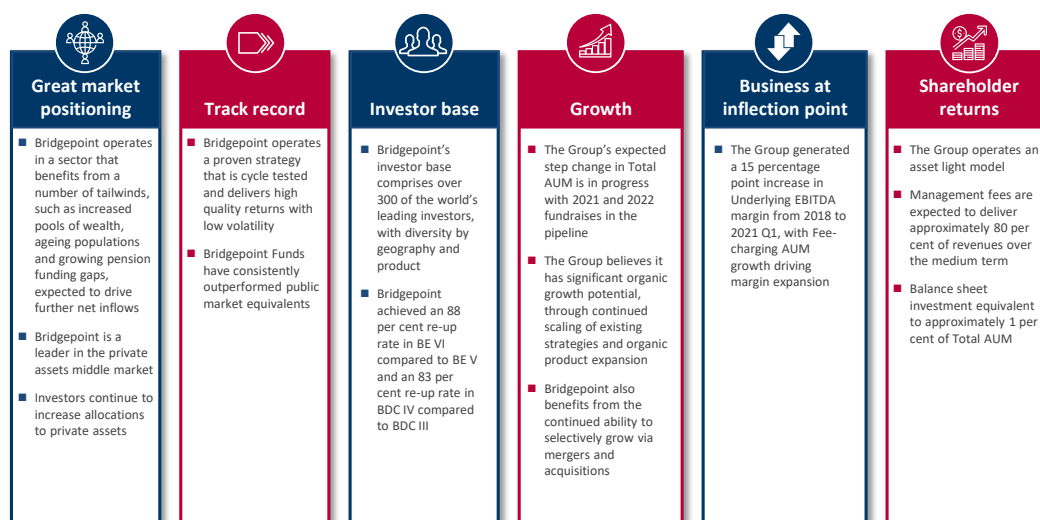 Great market
positioning
Bridgepoint operates
in a sector that
benefits from a
number of tailwinds,
such as increased
pools of wealth,
ageing populations
and growing pension
funding gaps,
expected to drive
further net inflows
Bridgepoint is a
leader in the private
assets middle market
Investors continue to
increase allocations
to private assets
Track record
Bridgepoint operates
a proven strategy
that is cycle tested
and delivers high
quality returns with
low volatility
Bridgepoint Funds
have consistently
outperformed public
market equivalents
Investor base
Bridgepoint's
investor base
comprises over
300 of the world's
leading investors,
with diversity by
geography and
product
Bridgepoint
achieved an 88
per cent re-up
rate in BE VI
compared to BE V
and an 83 per
cent re-up rate in
BDC IV compared
to BDC III
Growth
The Group's expected
step change in Total
AUM is in progress
with 2021 and 2022
fundraises in the
pipeline
The Group believes it
has significant organic
growth potential,
through continued
scaling of existing
strategies and organic
product expansion
Bridgepoint also
benefits from the
continued ability to
selectively grow via
mergers and
acquisitions
Business at
inflection point
The Group generated
a 15 percentage
point increase in
Underlying EBITDA
margin from 2018 to
2021 Q1, with Fee-
charging AUM
growth driving
margin expansion
Shareholder
returns
The Group operates an
asset light model
Management fees are
expected to deliver
approximately 80 per
cent of revenues over
the medium term
Balance sheet
investment equivalent
to approximately 1 per
cent of Total AUM